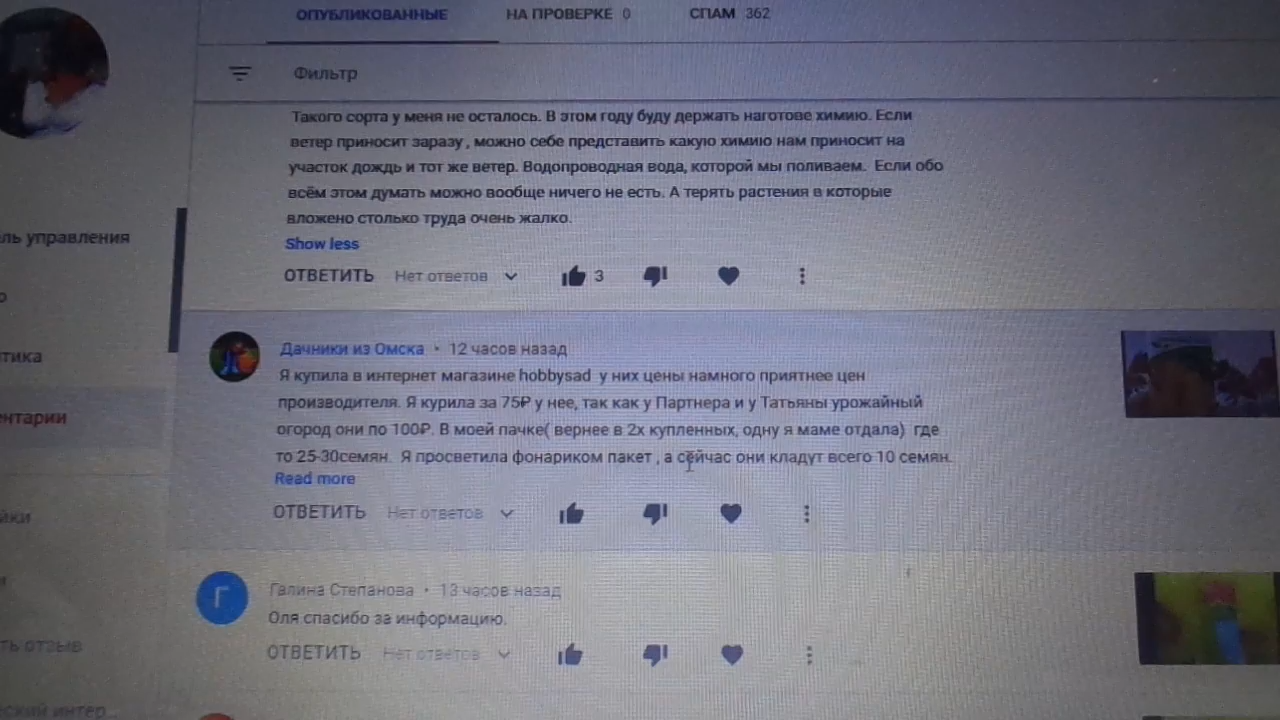 ОПУБЛИКОВАННЫЕ НА ПРОВЕРКЕ 0 СПАМ 362
Фильтр
Такого сорта у меня не осталось. В этом году буду держать наготове химию. Если
ветер приносит заразу , можно себе представить какую химию нам приносит на
участок дождь и тот же ветер. Водопроводная вода, которой мы поливаем. Если обо
всём этом думать можно вообще ничего не есть. А терять растения в которые
вложено столько труда очень жалко.
Show less
ОТВЕТИТЬ Нет ответов 3
ль управления
о
тика
нтарии
йки
и
ть отзыв
Дачники из Омска • 12 часов назад
Я купила в интернет магазине hobbysad у них цены намного приятнее цен
производителя. Я курила за 75₽ у нее, так как у Партнера и у Татьяны урожайный
огород они по 100₽. В моей пачке( вернее в 2х купленных, одну я маме отдала) где
то 25-30семян. Я просветила фонариком пакет , а сейчас они кладут всего 10 семян.
Read more
ОТВЕТИТЬ Нет ответов
Г
Галина Степанова • 13 часов назад
Оля спасибо за информацию.
ОТВЕТИТЬ Нет ответов
ский интер...